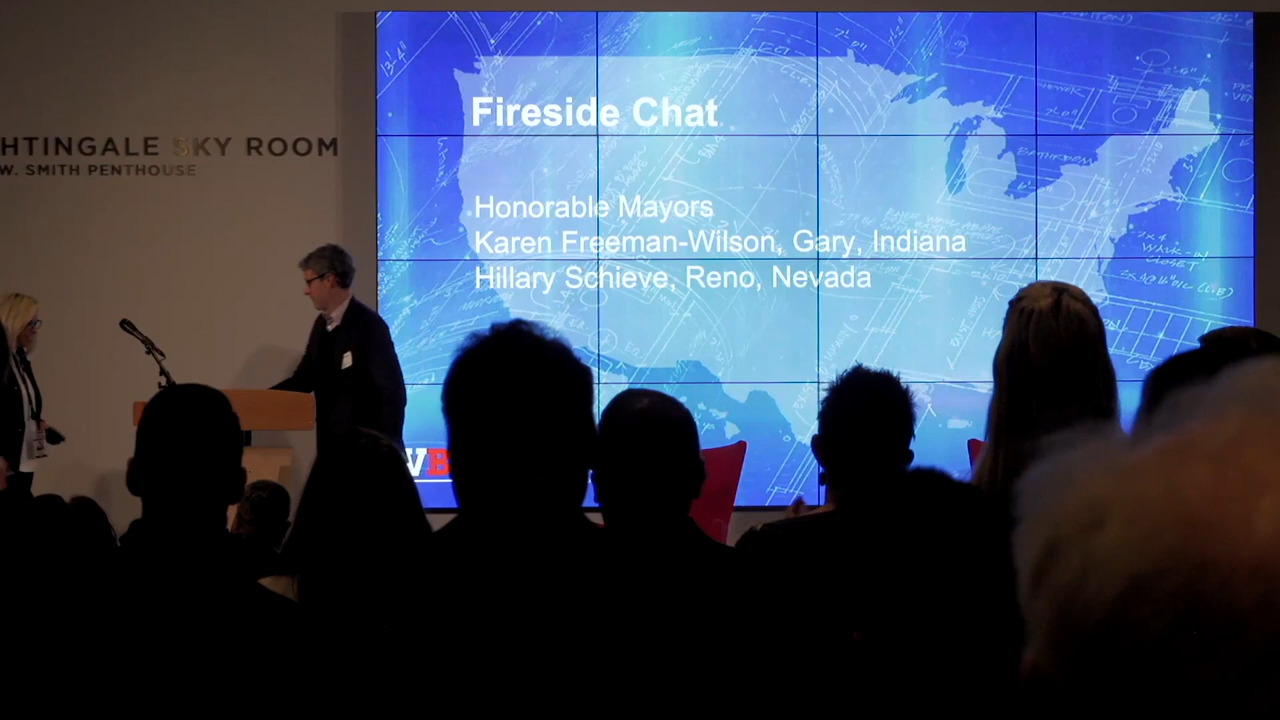 HTINGALE SKY ROOM
W. SMITH PENTHOUSE
Fireside Chat
Honorable Mayors
Karen Freeman-Wilson, Gary, Indiana
Hillary Schieve, Reno, Nevada